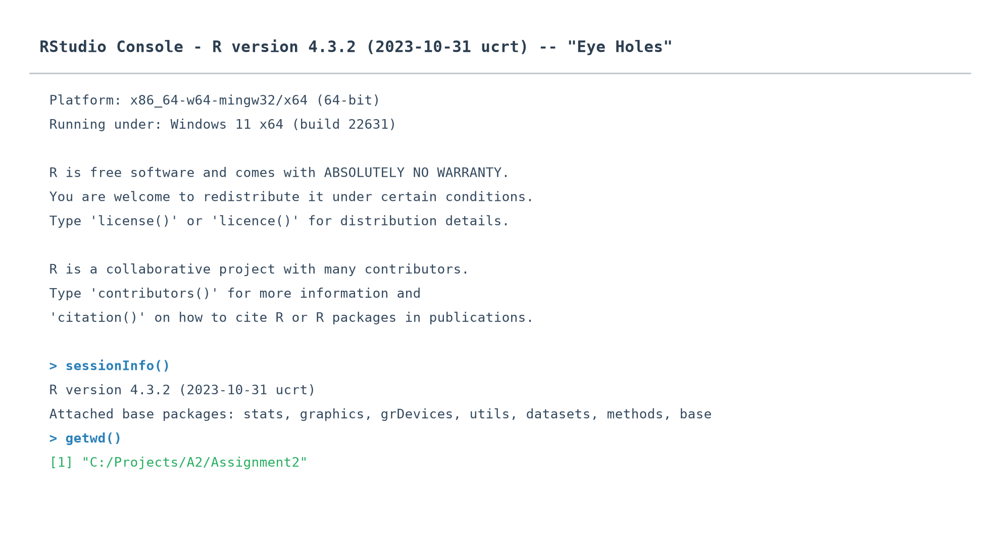 RStudio Console - R version 4.3.2 (2023-10-31 ucrt) -- "Eye Holes"
Platform: x86_64-w64-mingw32/x64 (64-bit)
Running under: Windows 11 x64 (build 22631)
R is free software and comes with ABSOLUTELY NO WARRANTY.
You are welcome to redistribute it under certain conditions.
Type 'license()' or 'licence()' for distribution details.
R is a collaborative project with many contributors.
Type 'contributors()' for more information and
'citation()' on how to cite R or R packages in publications.
> sessionInfo()
R version 4.3.2 (2023-10-31 ucrt)
Attached base packages: stats, graphics, grDevices, utils, datasets, methods, base
> getwd()
[1] "C:/Projects/A2/Assignment2"